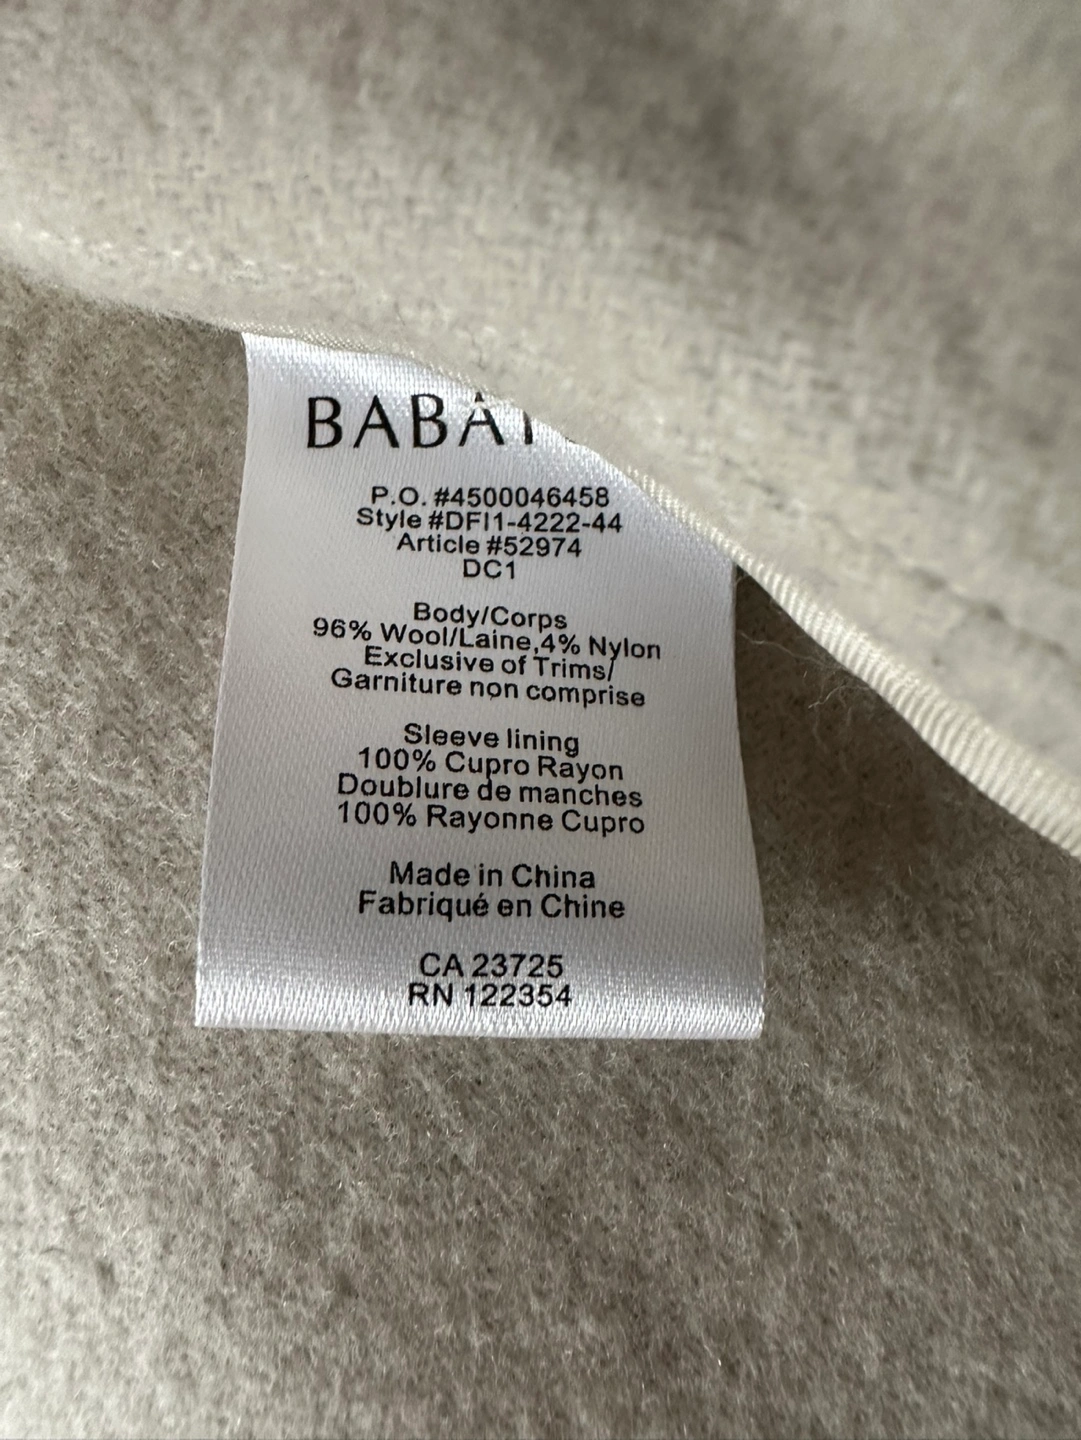 BABAT
P.O. #4500046458
Style #DFI1-4222-44
Article #52974
DC1
Body/Corps
96% Wool/Laine,4% Nylon
Exclusive of Trims/
Garniture non comprise
Sleeve lining
100% Cupro Rayon
Doublure de manches
100% Rayonne Cupro
Made in China
Fabriqué en Chine
CA 23725
RN 122354